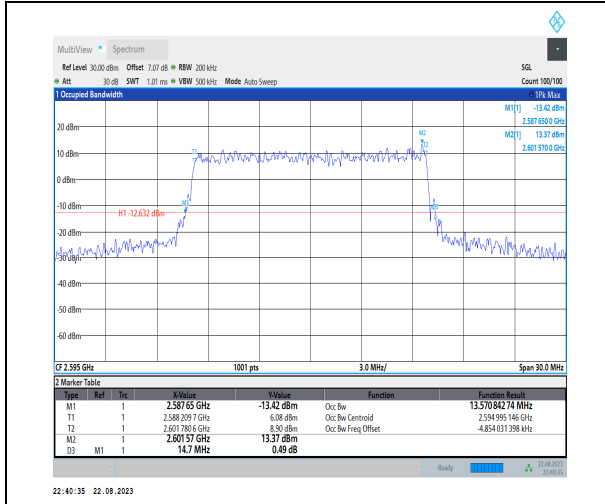 MultiView Spectrum
Ref Level 30.00 dBm Offset 7.07 dB RBW 200 kHz SGL
Att 30 dB SWT 1.01 ms VBW 500 kHz Mode Auto Sweep Count 100/100
1 Occupied Bandwidth 1Pk Max
M1[1] -13.42 dBm
2.587 650 0 GHz
M2[1] 13.37 dBm
2.601 570 0 GHz
20 dBm
M2
T1
T2
10 dBm
0 dBm
M1
D3
-10 dBm
H1 -12.632 dBm
-20 dBm
-30 dBm
-40 dBm
-50 dBm
-60 dBm
CF 2.595 GHz 1001 pts 3.0 MHz/ Span 30.0 MHz
2 Marker Table
Type Ref Trc X-Value Y-Value Function Function Result
M1 1 2.587 65 GHz -13.42 dBm Occ Bw 13.570 842 74 MHz
T1 1 2.588 209 7 GHz 6.08 dBm Occ Bw Centroid 2.594 995 146 GHz
T2 1 2.601 780 6 GHz 8.90 dBm Occ Bw Freq Offset -4.854 031 398 kHz
M2 1 2.601 57 GHz 13.37 dBm
D3 M1 1 14.7 MHz 0.49 dB
Ready 22.08.2023
22:40:35
22:40:35 22.08.2023